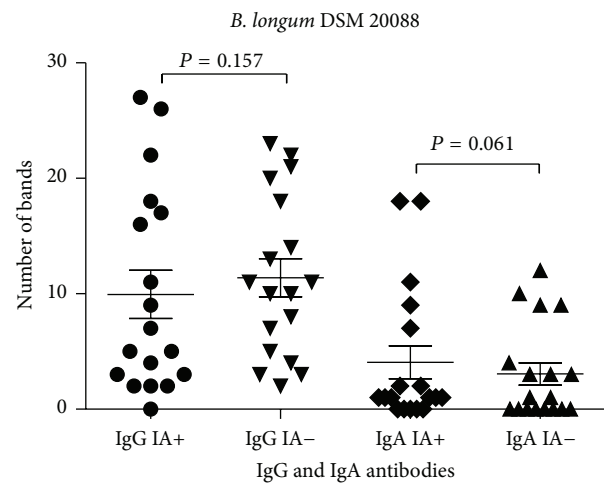 B. longum DSM 20088
30
20
10
0
Number of bands
P = 0.157
P = 0.061
IgG IA+ IgG IA− IgA IA+ IgA IA−
IgG and IgA antibodies